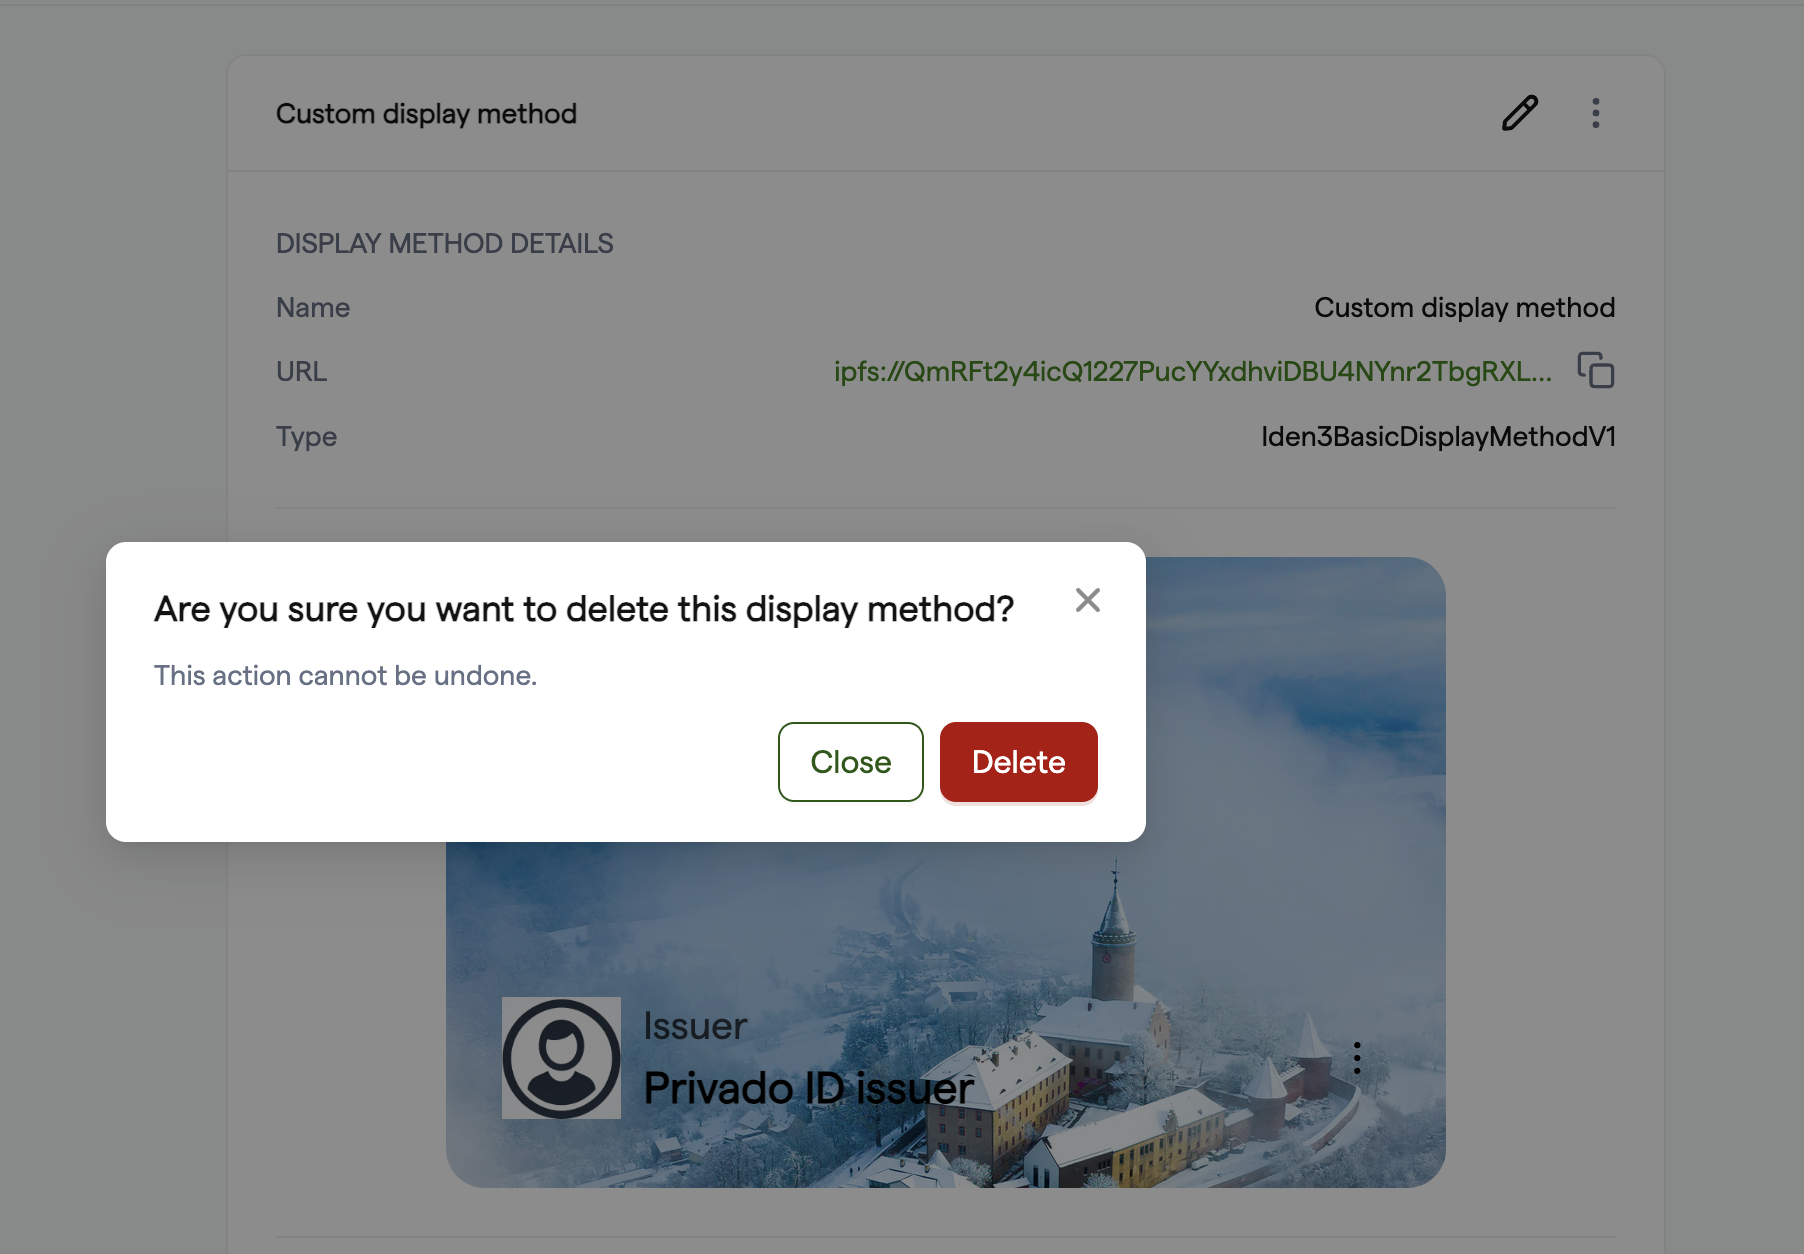 Custom display method
DISPLAY METHOD DETAILS
Name
Custom display method
URL
ipfs://QmRFt2y4icQ1227PucYYxdhviDBU4NYnr2TbgRXL...
Type
Iden3BasicDisplayMethodV1
Are you sure you want to delete this display method?
This action cannot be undone.
Close
Delete
Issuer
Privado ID issuer